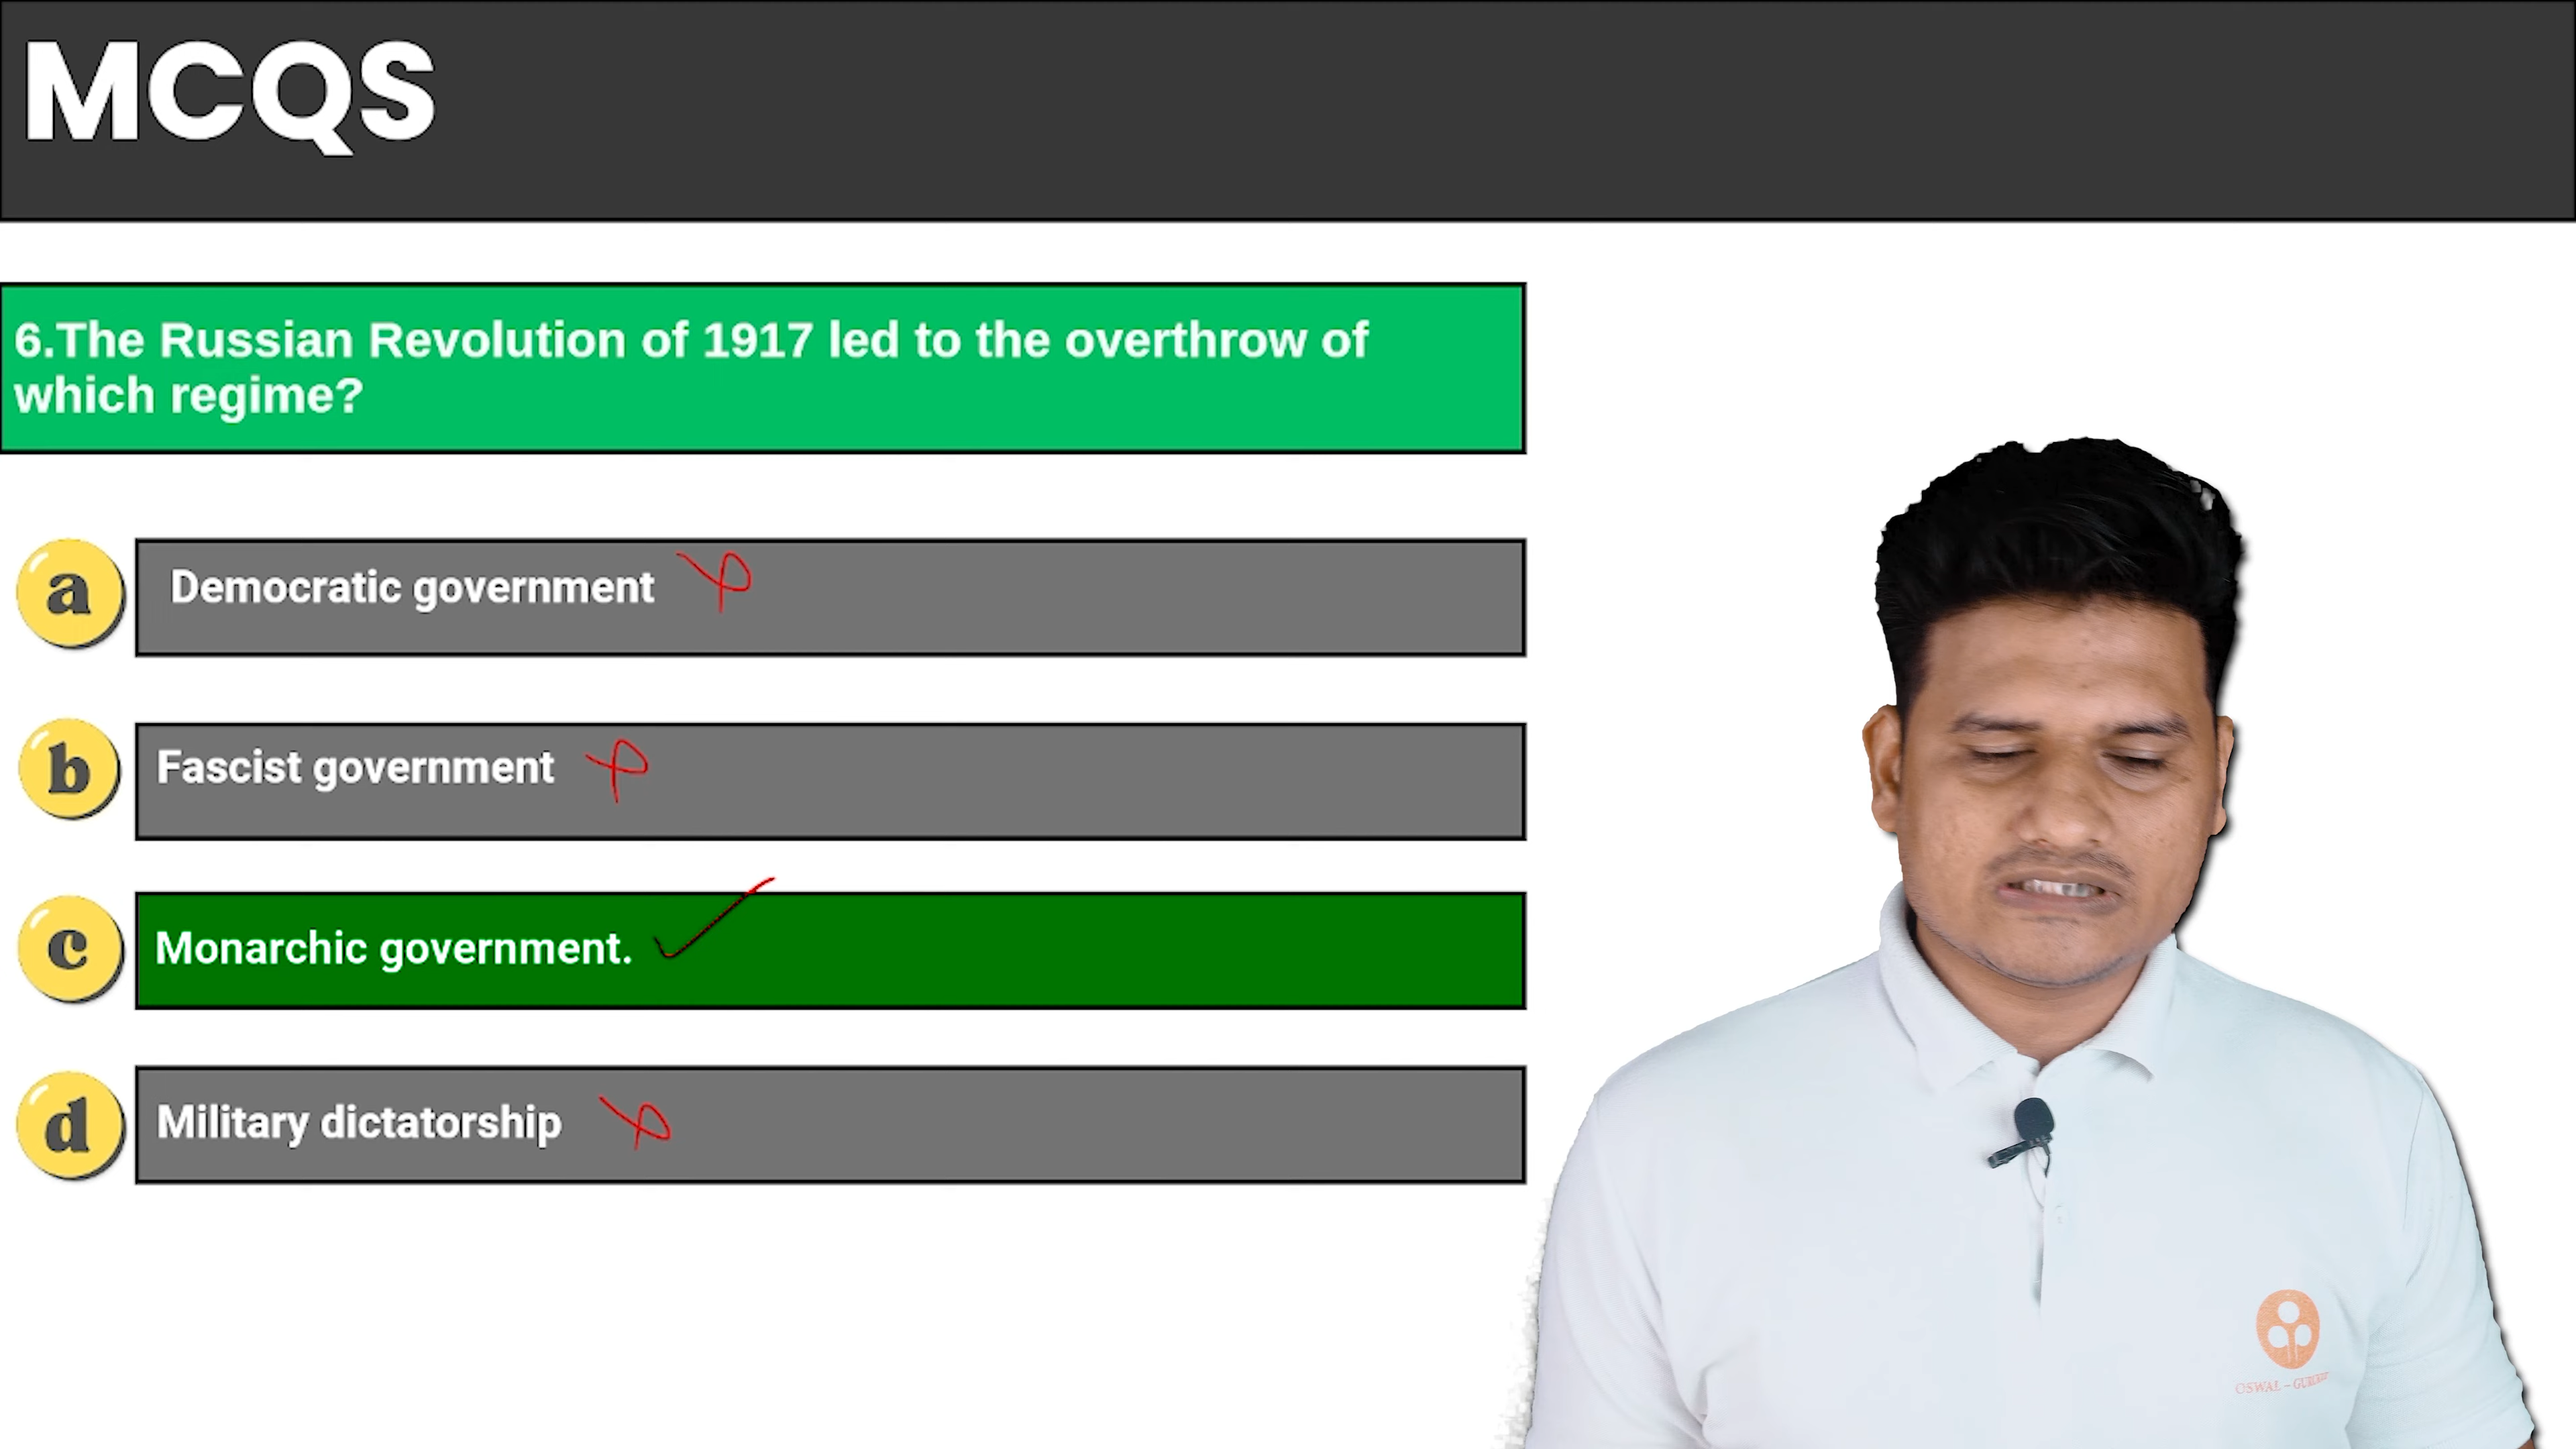 MCQS
6.The Russian Revolution of 1917 led to the overthrow of
which regime?
a Democratic government
b Fascist government
c Monarchic government.
d Military dictatorship
OSWAL –